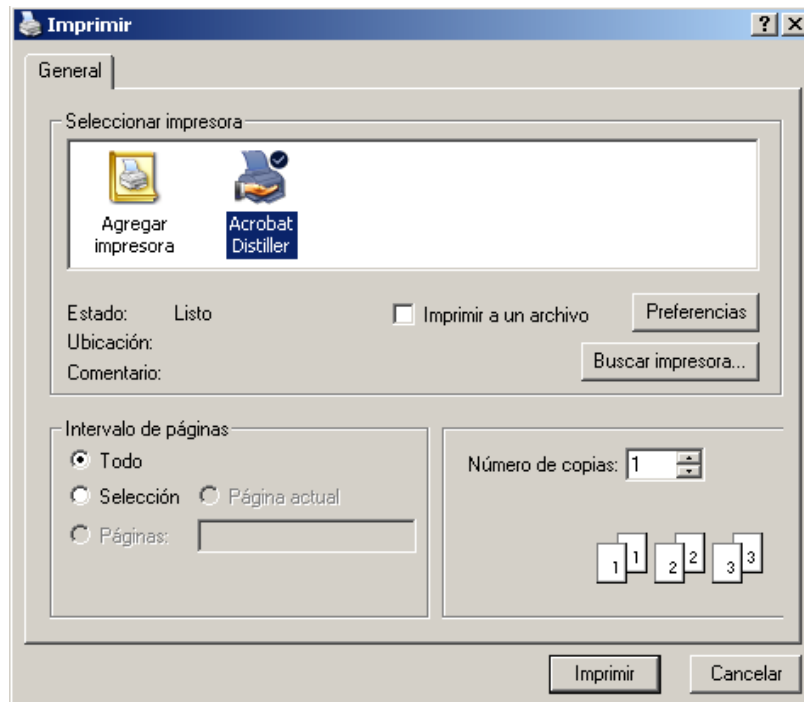 Imprimir
General
Seleccionar impresora
Agregar impresora
Acrobat Distiller
Estado: Listo
Imprimir a un archivo
Preferencias
Ubicación:
Buscar impresora...
Comentario:
Intervalo de páginas
Todo
Selección
Página actual
Páginas:
Número de copias: 1
1 1 2 2 3 3
Imprimir
Cancelar